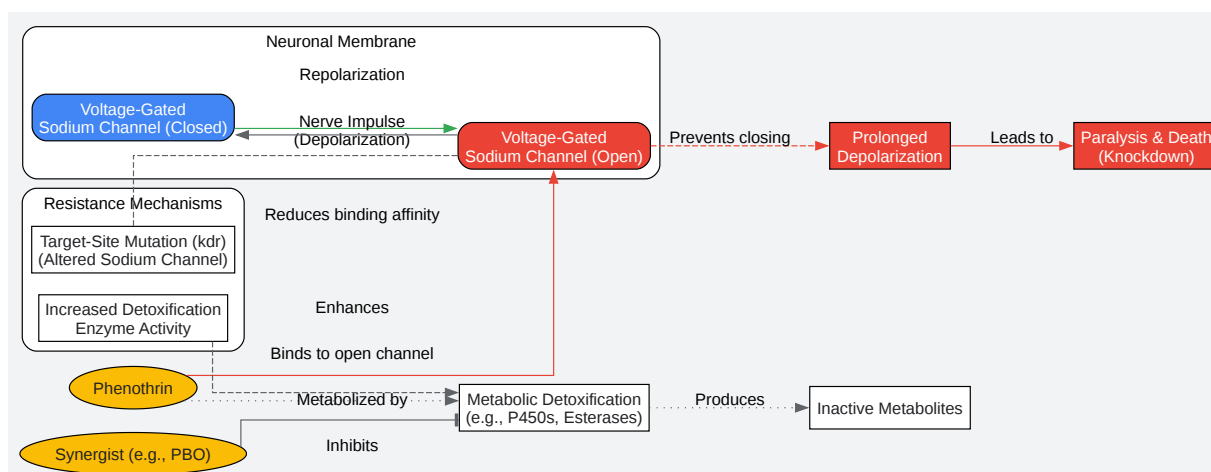 Neuronal Membrane
Repolarization
Voltage-Gated
Sodium Channel (Closed)
Nerve Impulse
(Depolarization)
Voltage-Gated
Sodium Channel (Open)
Prevents closing
Prolonged
Depolarization
Leads to
Paralysis & Death
(Knockdown)
Resistance Mechanisms
Reduces binding affinity
Target-Site Mutation (kdr)
(Altered Sodium Channel)
Increased Detoxification
Enzyme Activity
Enhances
Binds to open channel
Phenothrin
Metabolized by
Metabolic Detoxification
(e.g., P450s, Esterases)
Produces
Inactive Metabolites
Synergist (e.g., PBO)
Inhibits